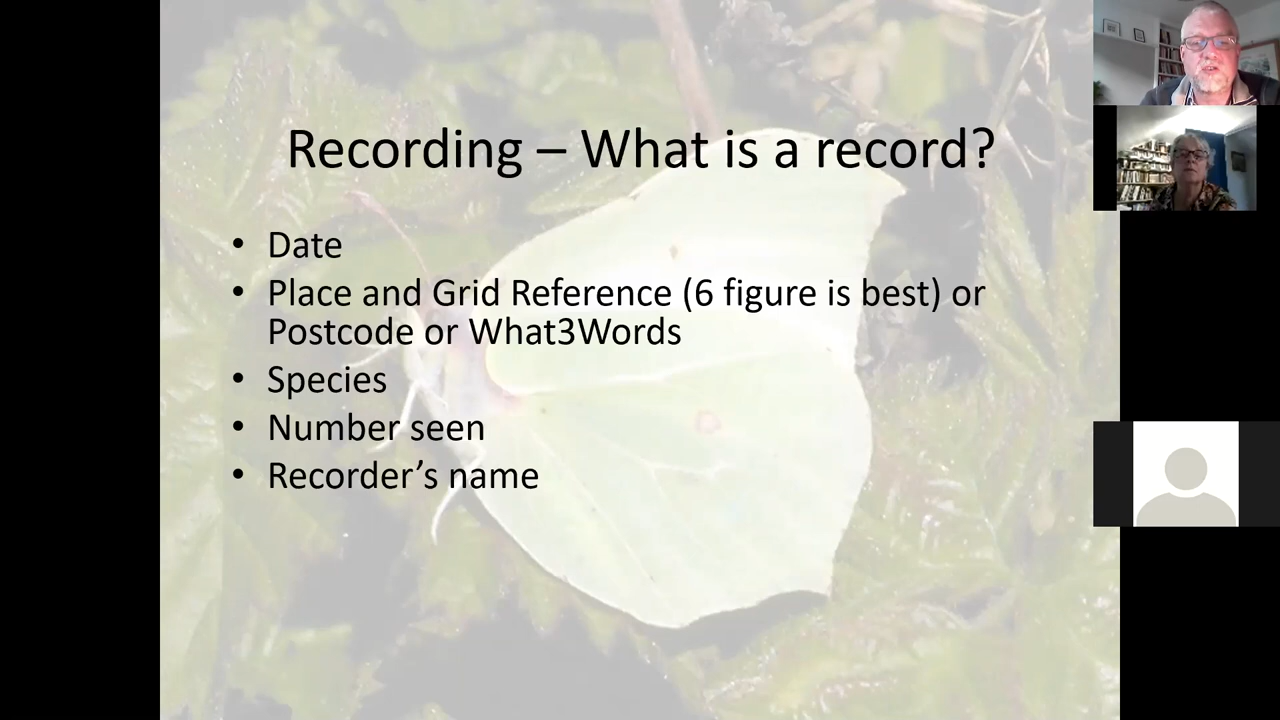 Recording – What is a record?
• Date
• Place and Grid Reference (6 figure is best) or
Postcode or What3Words
• Species
• Number seen
• Recorder’s name